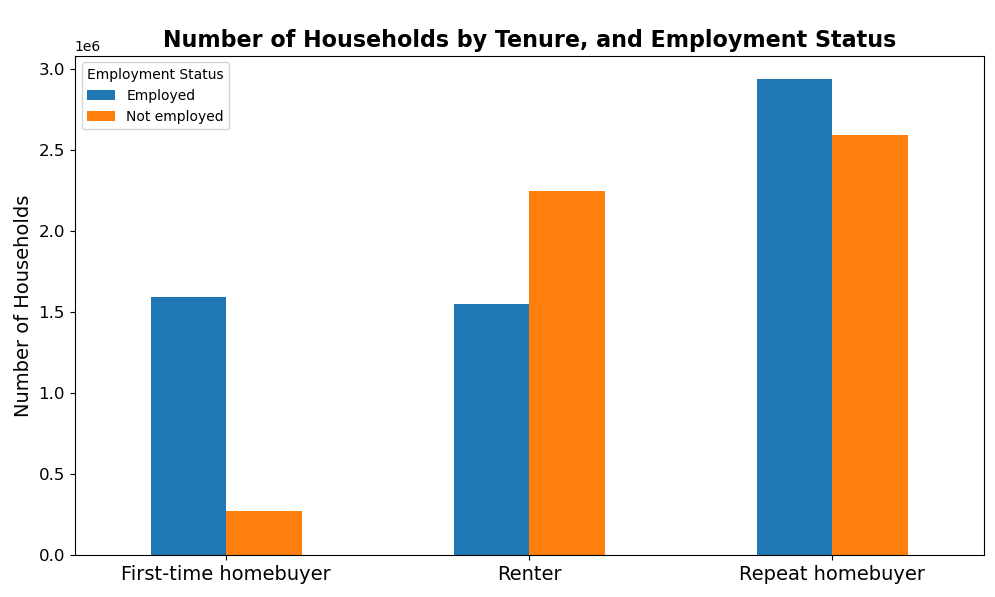 Number of Households by Tenure, and Employment Status
1e6
Employment Status
Employed
Not employed
Number of Households
3.0
2.5
2.0
1.5
1.0
0.5
0.0
First-time homebuyer
Renter
Repeat homebuyer